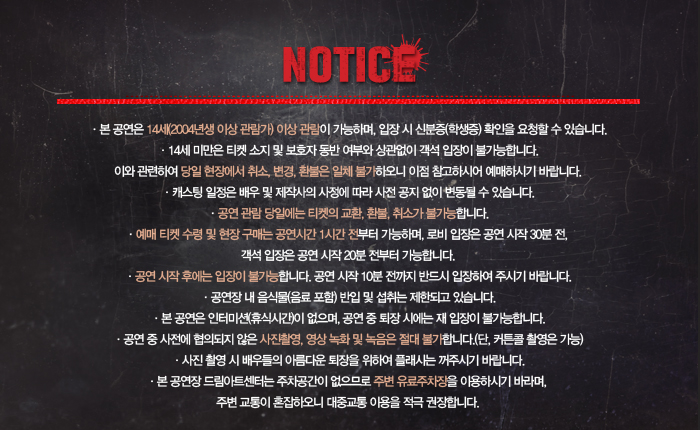 NOTICE
· 본 공연은 14세(2004년생 이상 관람가) 이상 관람이 가능하며, 입장 시 신분증(학생증) 확인을 요청할 수 있습니다.
· 14세 미만은 티켓 소지 및 보호자 동반 여부와 상관없이 객석 입장이 불가능합니다.
이와 관련하여 당일 현장에서 취소, 변경, 환불은 일체 불가하오니 이점 참고하시어 예매하시기 바랍니다.
· 캐스팅 일정은 배우 및 제작사의 사정에 따라 사전 공지 없이 변동될 수 있습니다.
· 공연 관람 당일에는 티켓의 교환, 환불, 취소가 불가능합니다.
· 예매 티켓 수령 및 현장 구매는 공연시간 1시간 전부터 가능하며, 로비 입장은 공연 시작 30분 전,
객석 입장은 공연 시작 20분 전부터 가능합니다.
· 공연 시작 후에는 입장이 불가능합니다. 공연 시작 10분 전까지 반드시 입장하여 주시기 바랍니다.
· 공연장 내 음식물(음료 포함) 반입 및 섭취는 제한되고 있습니다.
· 본 공연은 인터미션(휴식시간)이 없으며, 공연 중 퇴장 시에는 재 입장이 불가능합니다.
· 공연 중 사전에 협의되지 않은 사진촬영, 영상 녹화 및 녹음은 절대 불가합니다.(단, 커튼콜 촬영은 가능)
· 사진 촬영 시 배우들의 아름다운 퇴장을 위하여 플래시는 꺼주시기 바랍니다.
· 본 공연장 드림아트센터는 주차공간이 없으므로 주변 유료주차장을 이용하시기 바라며,
주변 교통이 혼잡하오니 대중교통 이용을 적극 권장합니다.